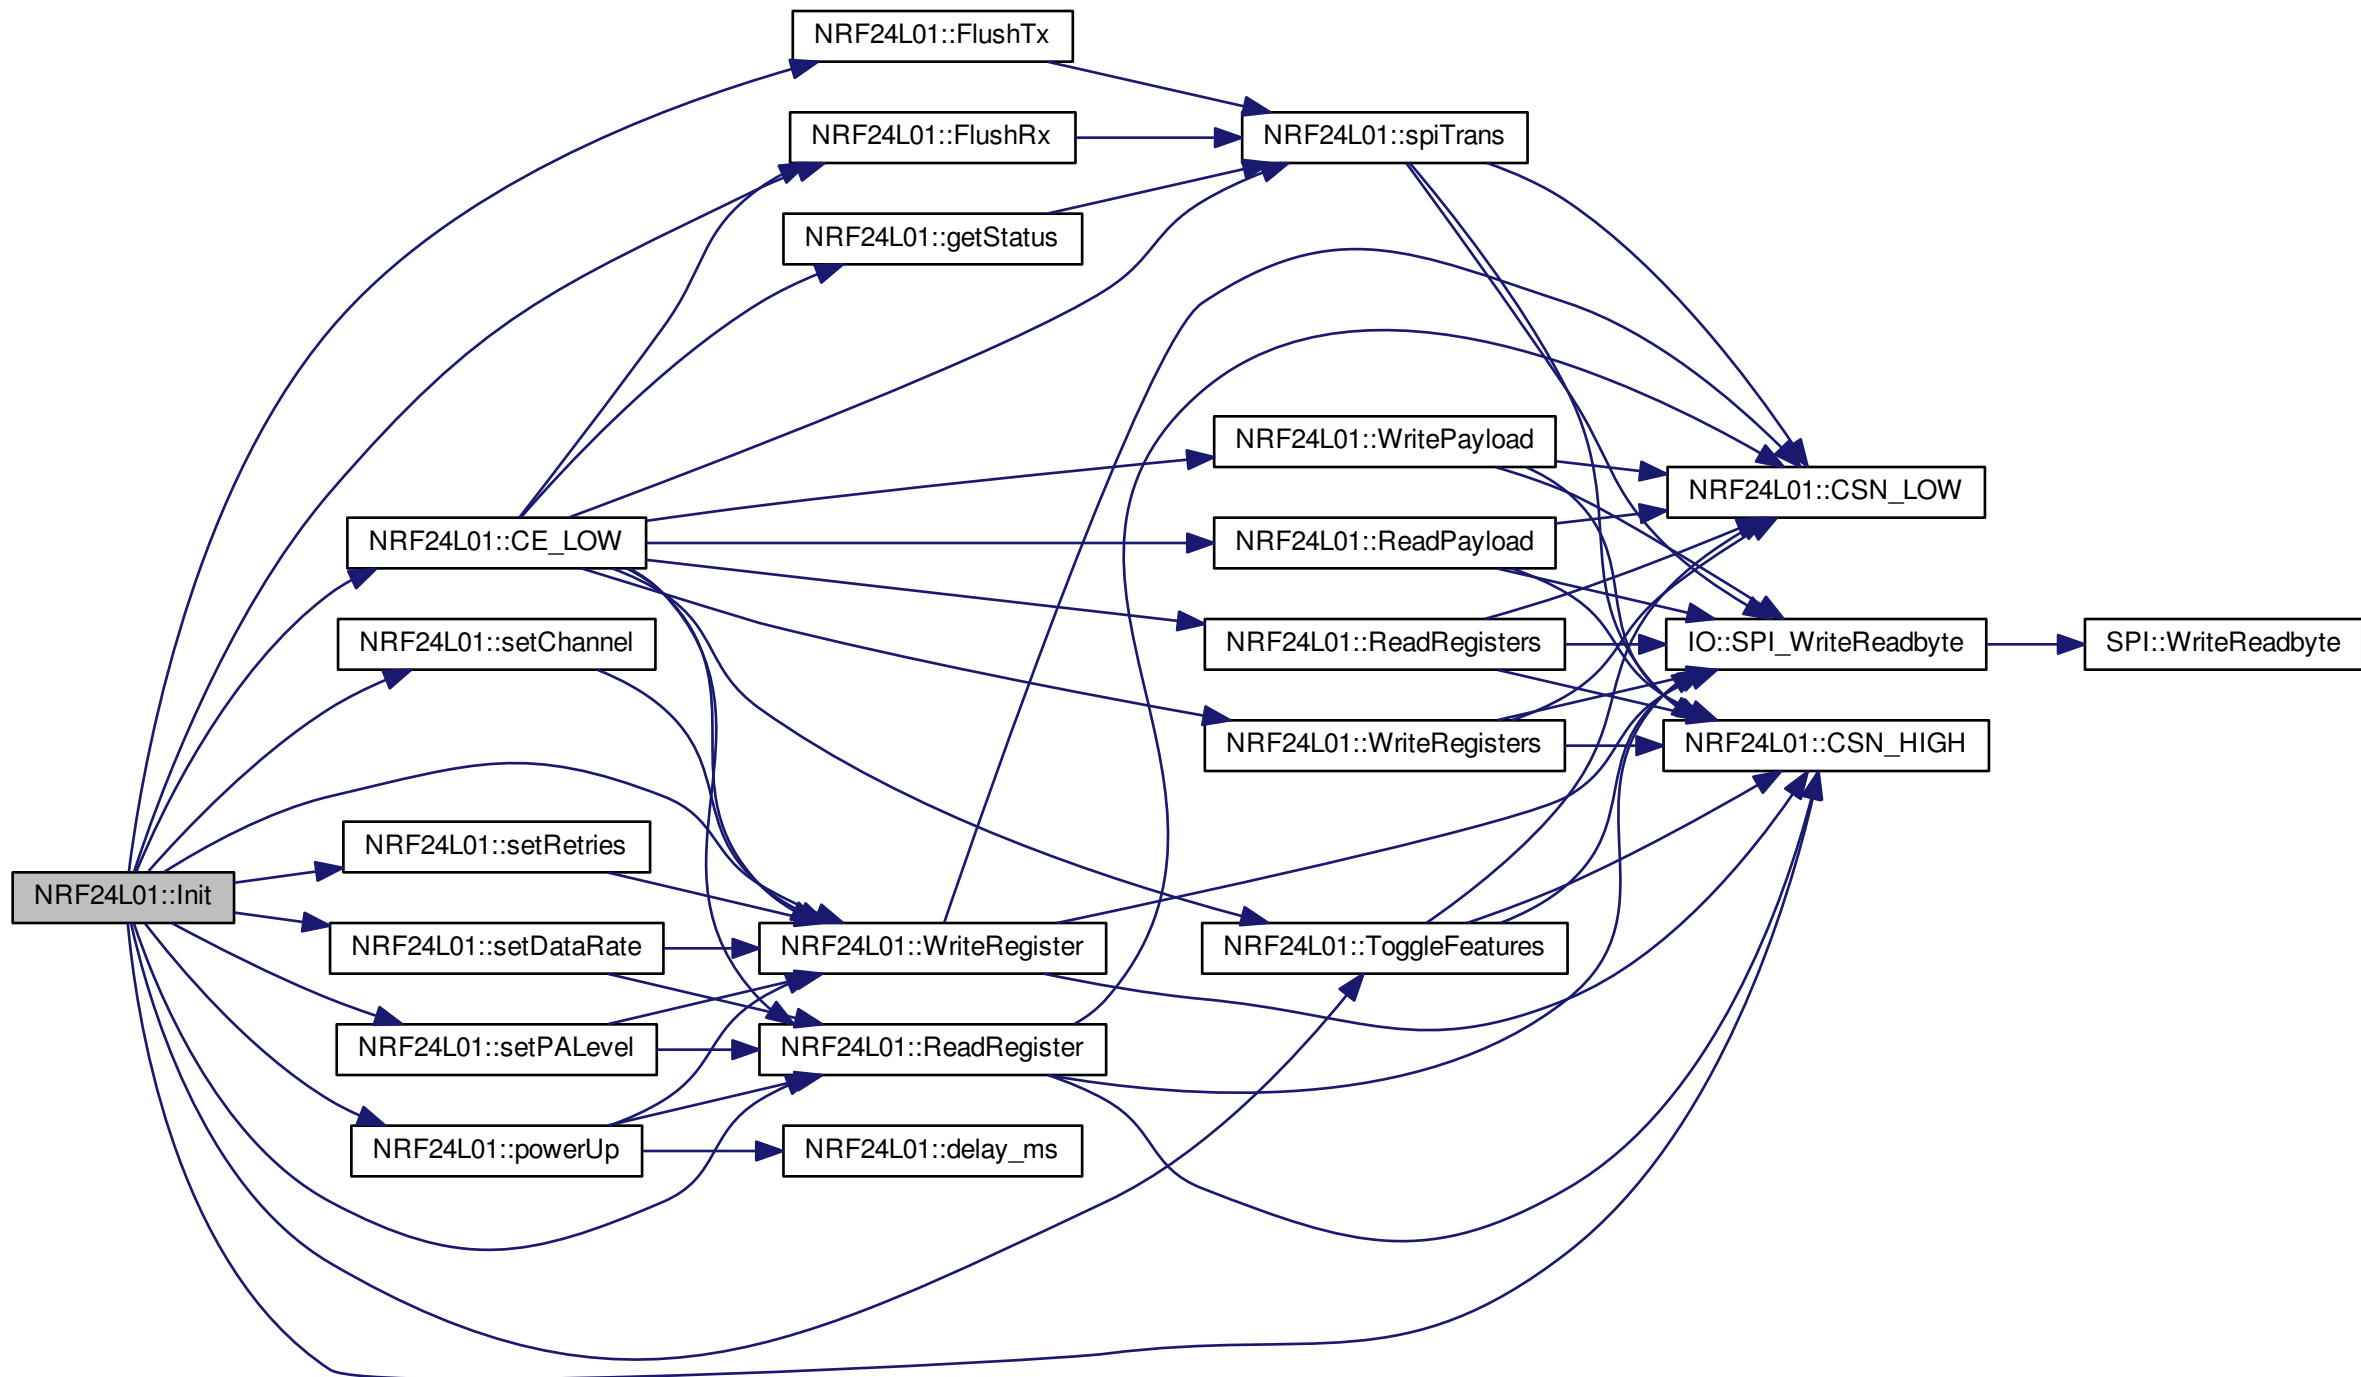 NRF24L01::FlushTx
NRF24L01::FlushRx
NRF24L01::spiTrans
NRF24L01::getStatus
NRF24L01::WritePayload
NRF24L01::CSN_LOW
NRF24L01::CE_LOW
NRF24L01::ReadPayload
NRF24L01::setChannel
NRF24L01::ReadRegisters
IO::SPI_WriteReadbyte
SPI::WriteReadbyte
NRF24L01::WriteRegisters
NRF24L01::CSN_HIGH
NRF24L01::setRetries
NRF24L01::Init
NRF24L01::setDataRate
NRF24L01::WriteRegister
NRF24L01::ToggleFeatures
NRF24L01::setPALevel
NRF24L01::ReadRegister
NRF24L01::powerUp
NRF24L01::delay_ms